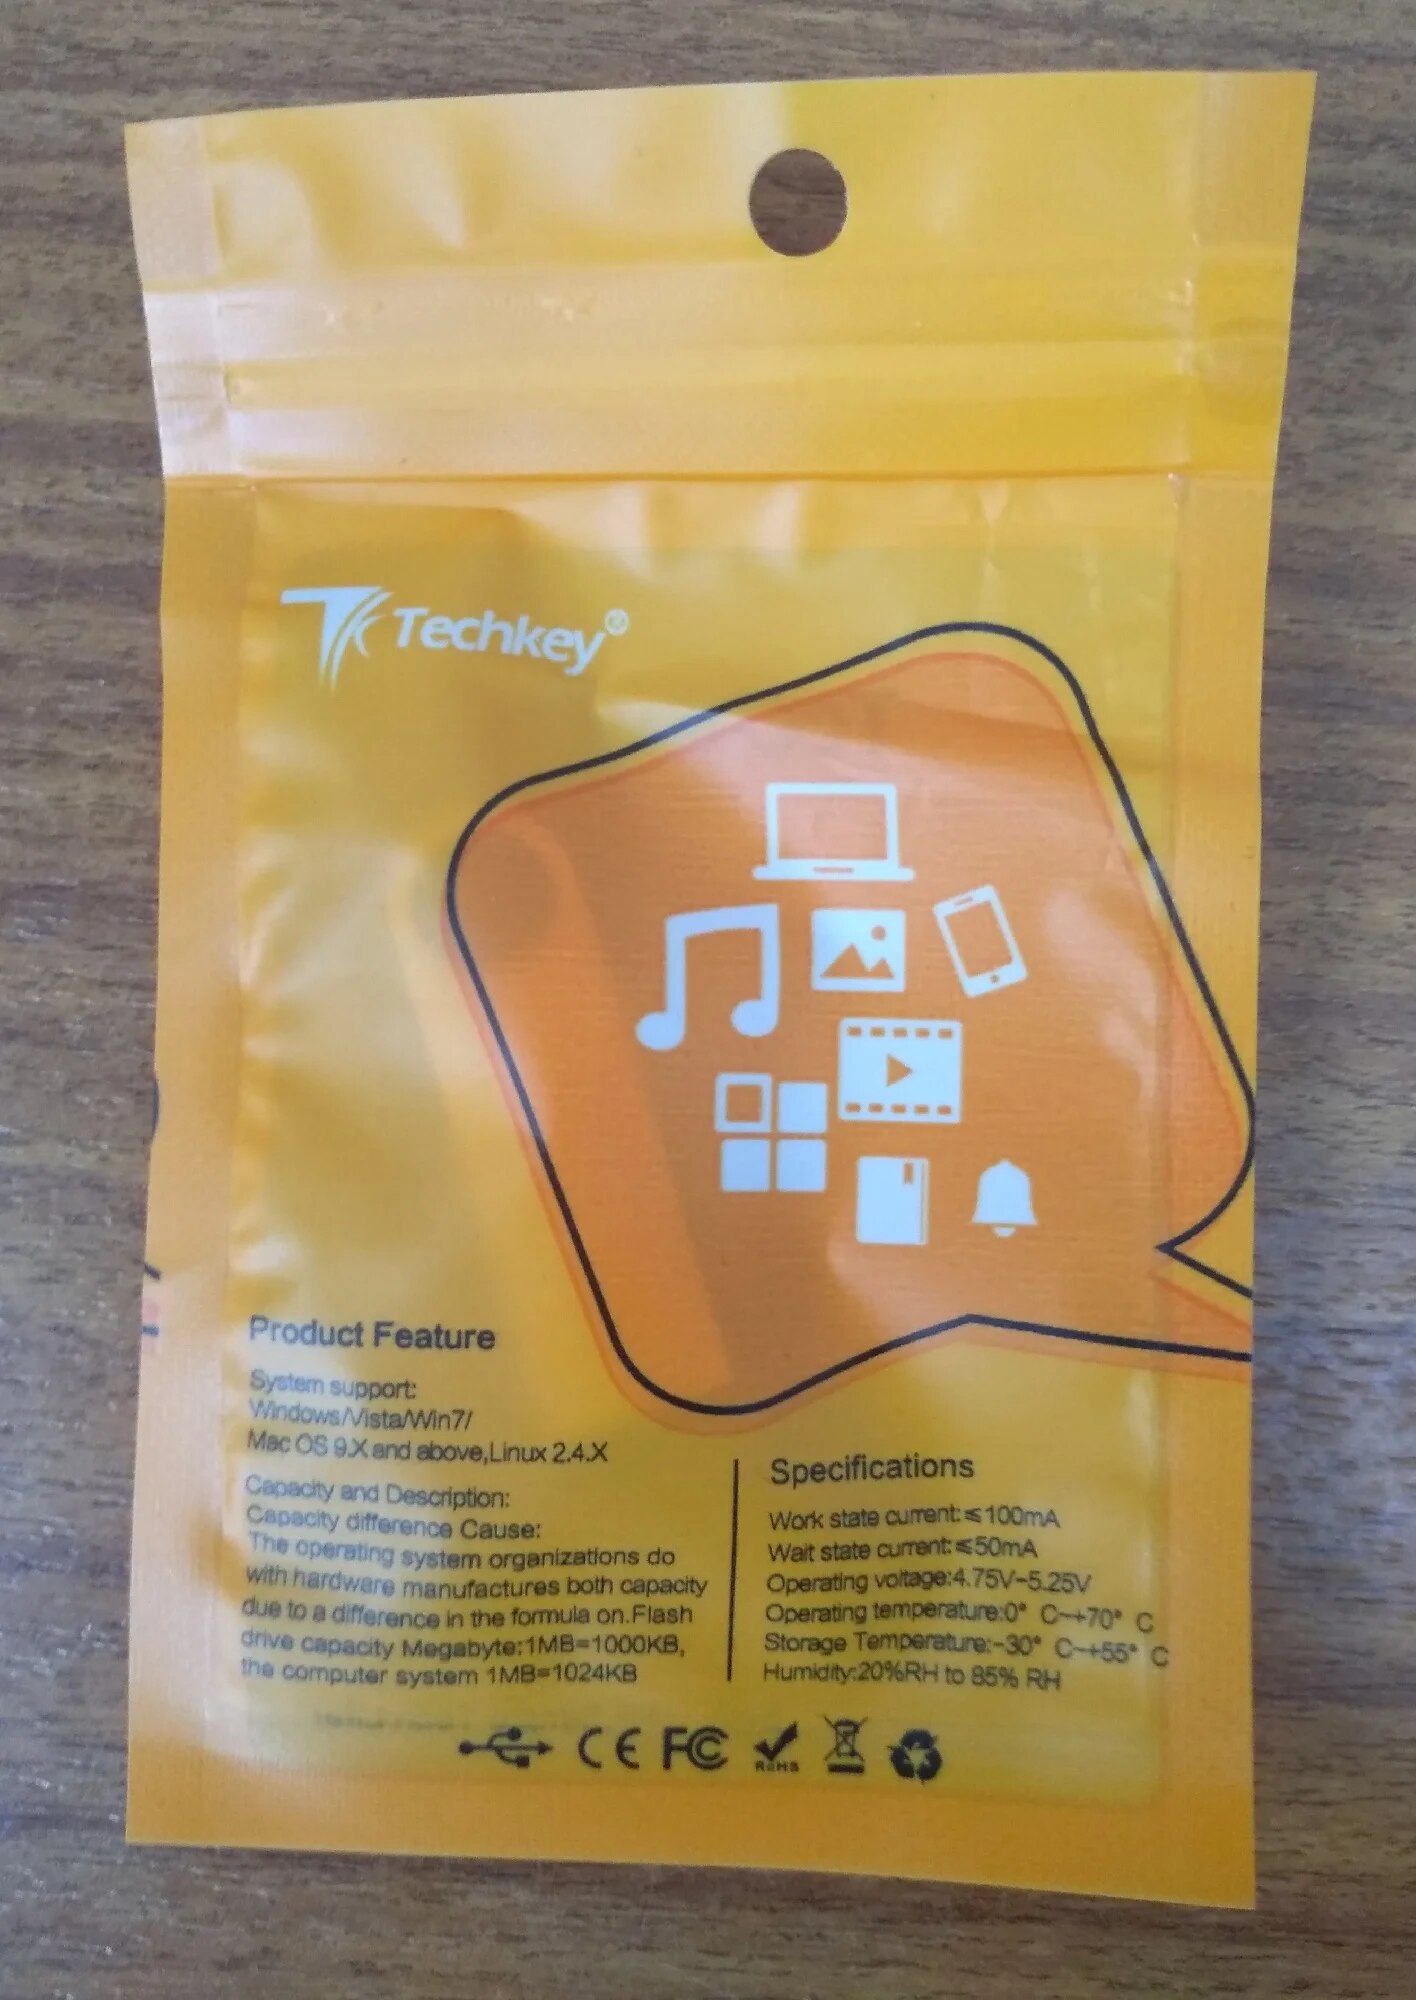 TK Techkey®
Product Feature
System support:
Windows/Vista/Win7/
Mac OS 9.X and above,Linux 2.4.X
Capacity and Description:
Capacity difference Cause:
The operating system organizations do
with hardware manufactures both capacity
due to a difference in the formula on.Flash
drive capacity Megabyte:1MB=1000KB,
the computer system 1MB=1024KB
Specifications
Work state current:≤100mA
Wait state current:≤50mA
Operating voltage:4.75V-5.25V
Operating temperature:0° C~+70° C
Storage Temperature:-30° C~+55° C
Humidity:20%RH to 85% RH
CE FC RoHS